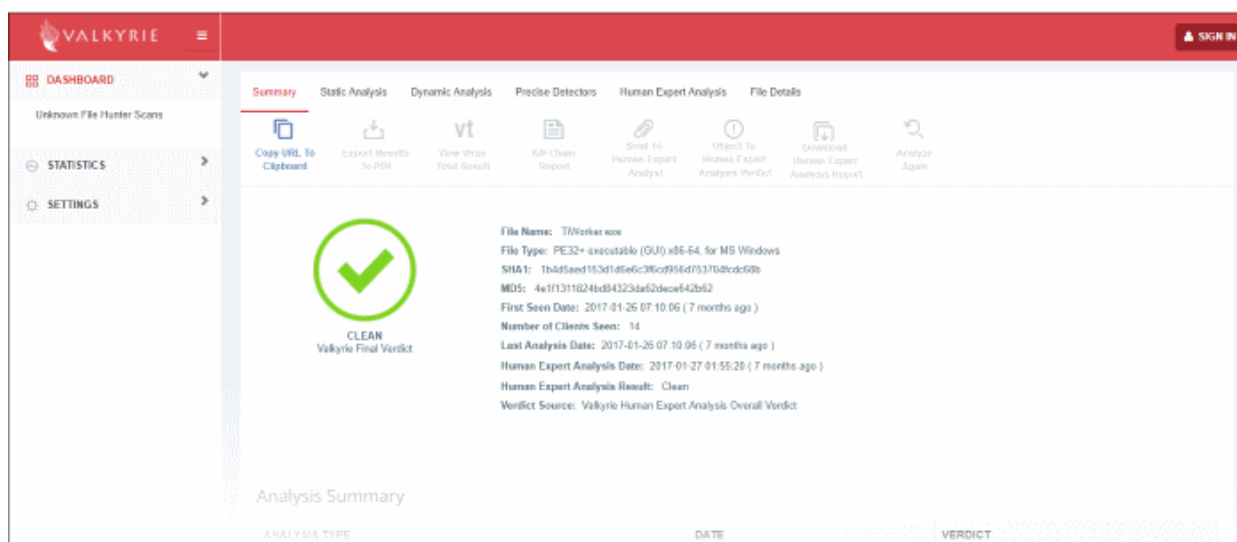 VALKYRIE
SIGN IN
DASHBOARD
Unknown File Hunter Scans
STATISTICS
SETTINGS
Summary Static Analysis Dynamic Analysis Precise Detectors Human Expert Analysis File Details
Copy URL To Clipboard
Export Results To PDF
View Virus Total Result
Kill Chain Report
Send To Human Expert Analyst
Object To Human Expert Analysis Verdict
Download Human Expert Analysis Report
Analyze Again
CLEAN
Valkyrie Final Verdict
File Name: TiWorker.exe
File Type: PE32+ executable (GUI) x86-64, for MS Windows
SHA1:
MD5:
First Seen Date: 2017-01-26 07:10:06 ( 7 months ago )
Number of Clients Seen: 14
Last Analysis Date: 2017-01-26 07:10:06 ( 7 months ago )
Human Expert Analysis Date: 2017-01-27 01:55:20 ( 7 months ago )
Human Expert Analysis Result: Clean
Verdict Source: Valkyrie Human Expert Analysis Overall Verdict
Analysis Summary
ANALYSIS TYPE DATE VERDICT